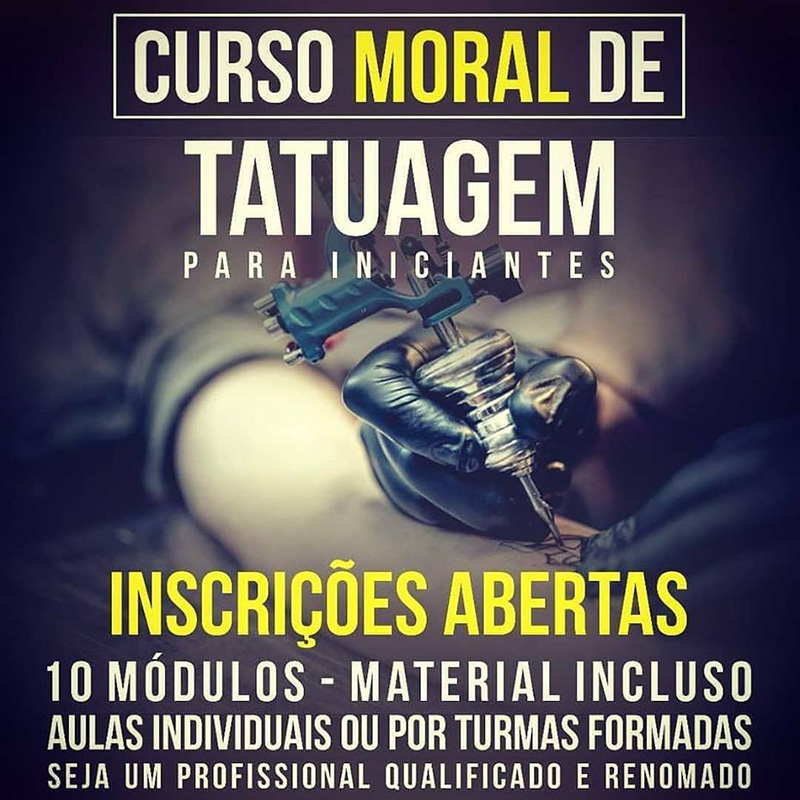 CURSO MORAL DE
TATUAGEM
PARA INICIANTES
INSCRIÇÕES ABERTAS
10 MÓDULOS - MATERIAL INCLUSO
AULAS INDIVIDUAIS OU POR TURMAS FORMADAS
SEJA UM PROFISSIONAL QUALIFICADO E RENOMADO